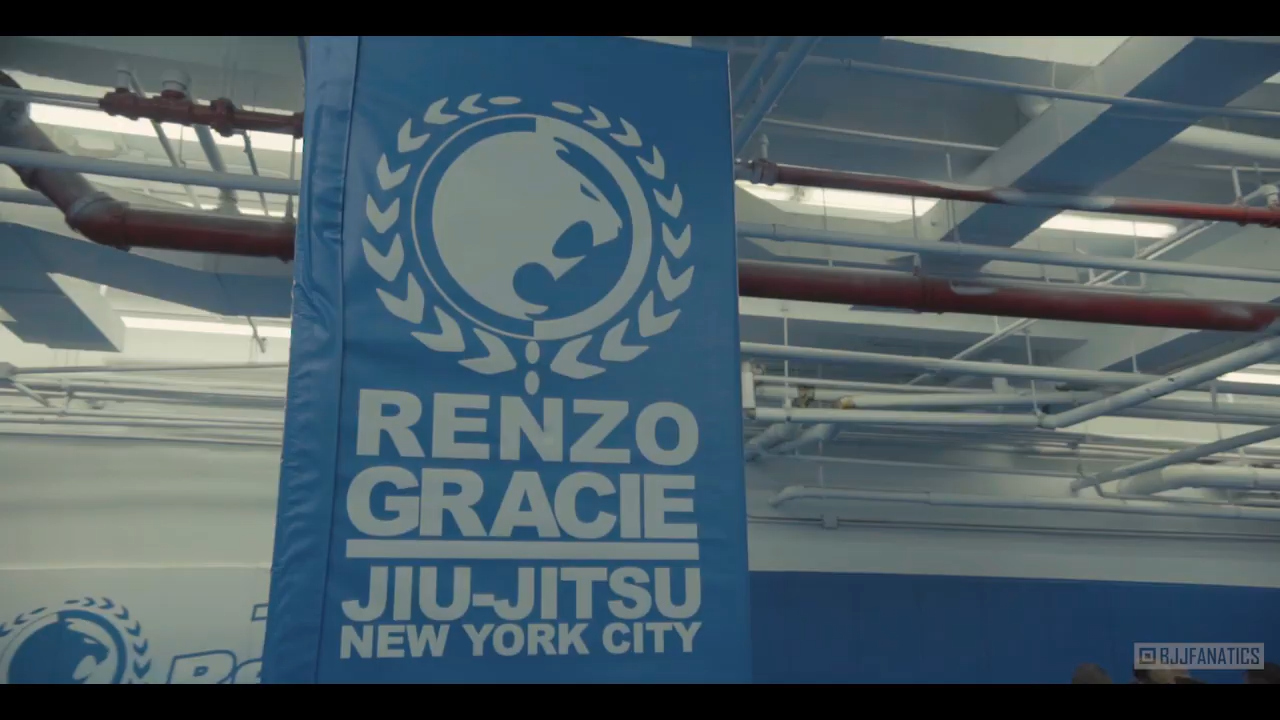 RENZO
GRACIE
JIU-JITSU
NEW YORK CITY
BJJFANATICS